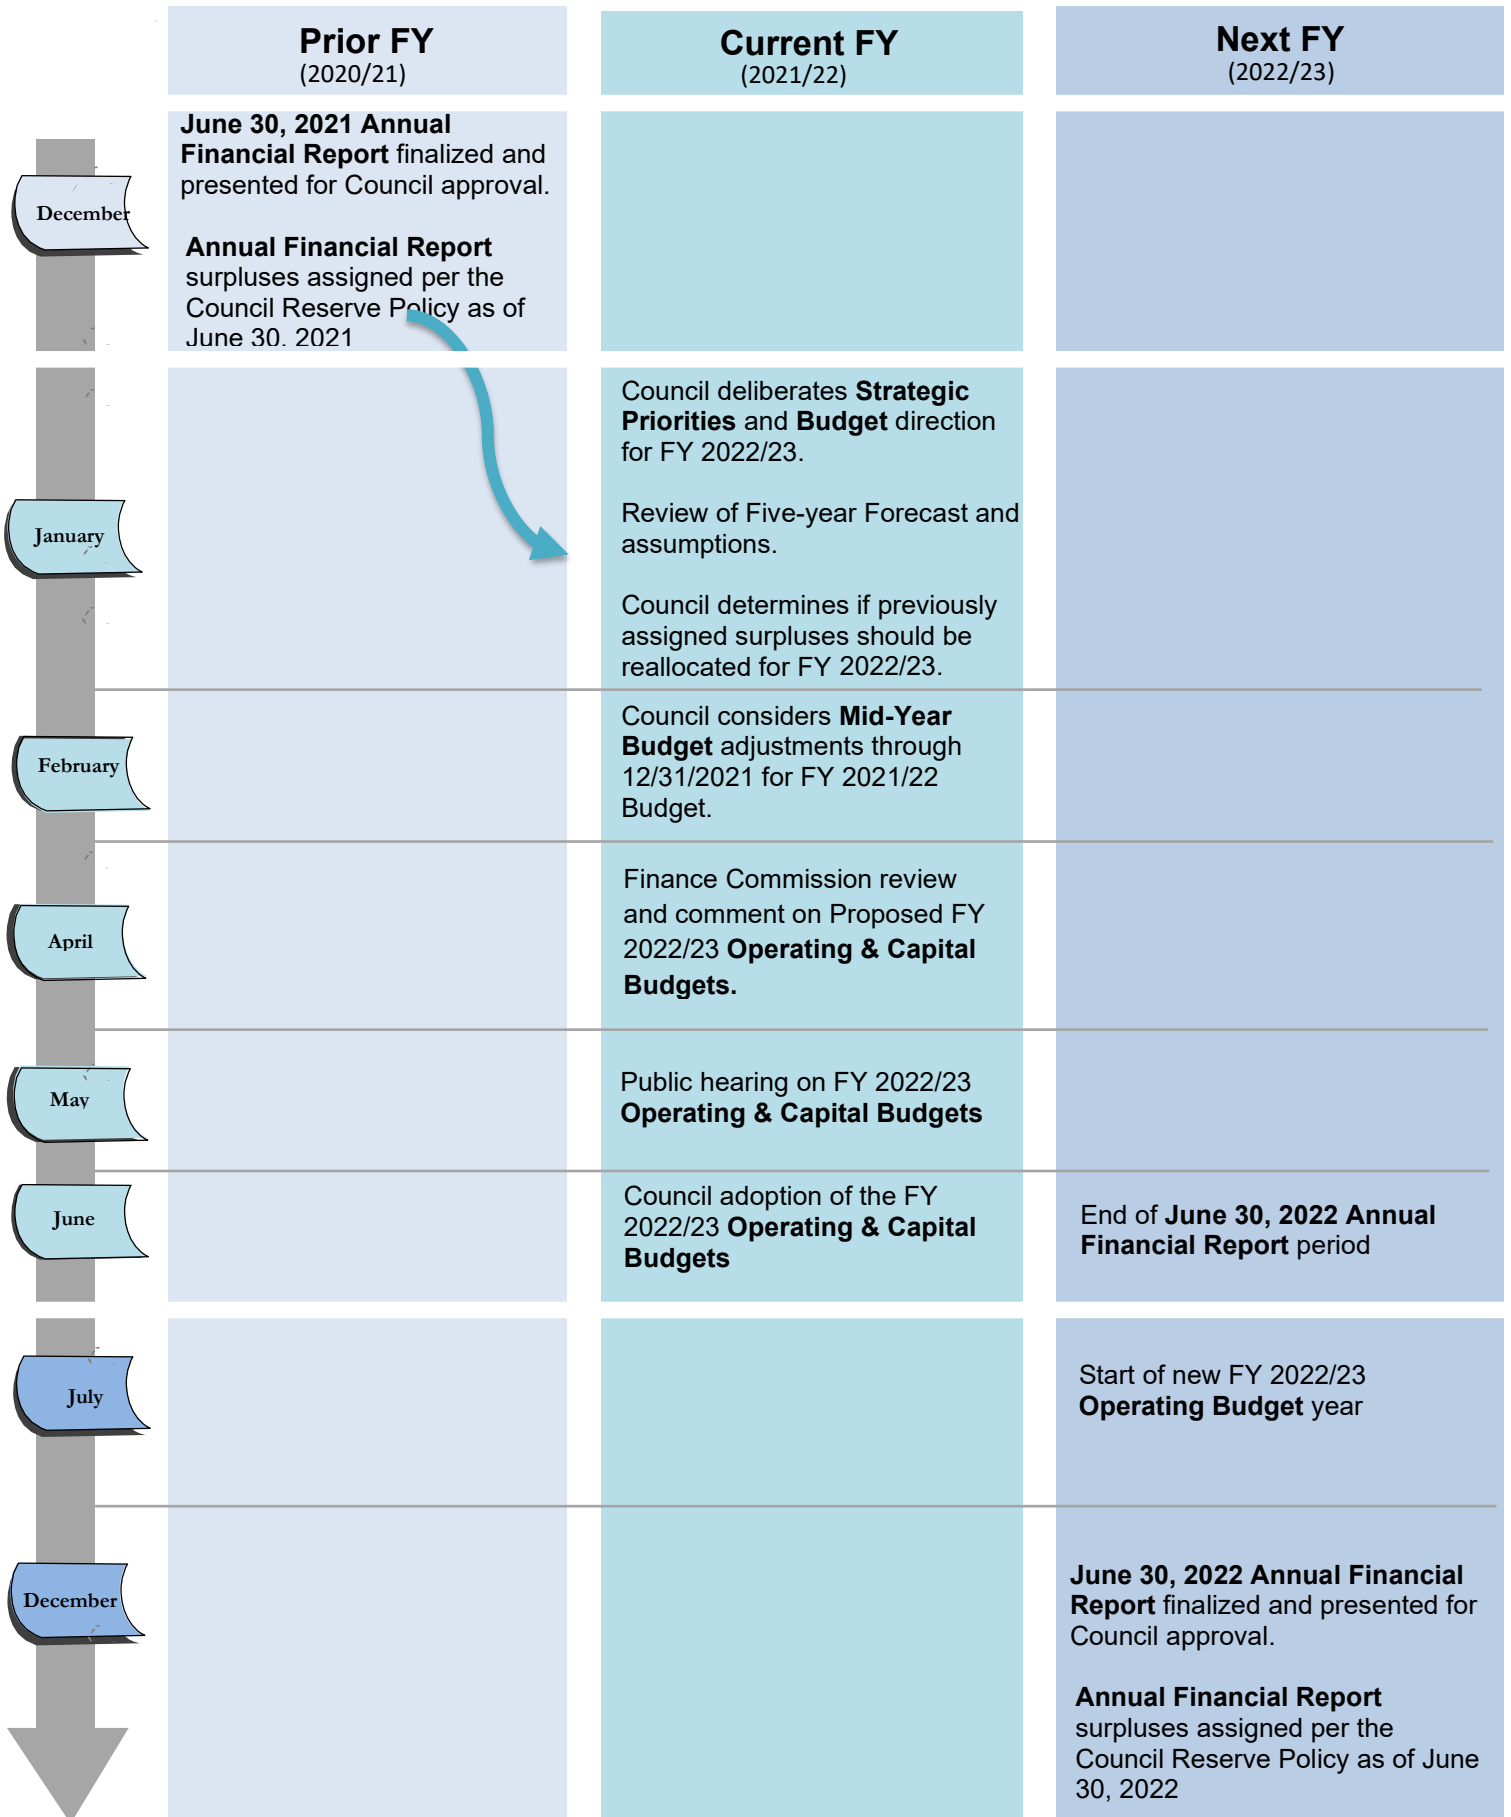 Prior FY
(2020/21)
Current FY
(2021/22)
Next FY
(2022/23)
December
June 30, 2021 Annual
Financial Report finalized and
presented for Council approval.
Annual Financial Report
surpluses assigned per the
Council Reserve Policy as of
June 30, 2021
January
Council deliberates Strategic
Priorities and Budget direction
for FY 2022/23.
Review of Five-year Forecast and
assumptions.
Council determines if previously
assigned surpluses should be
reallocated for FY 2022/23.
February
Council considers Mid-Year
Budget adjustments through
12/31/2021 for FY 2021/22
Budget.
April
Finance Commission review
and comment on Proposed FY
2022/23 Operating & Capital
Budgets.
May
Public hearing on FY 2022/23
Operating & Capital Budgets
June
Council adoption of the FY
2022/23 Operating & Capital
Budgets
End of June 30, 2022 Annual
Financial Report period
July
Start of new FY 2022/23
Operating Budget year
December
June 30, 2022 Annual Financial
Report finalized and presented for
Council approval.
Annual Financial Report
surpluses assigned per the
Council Reserve Policy as of June
30, 2022